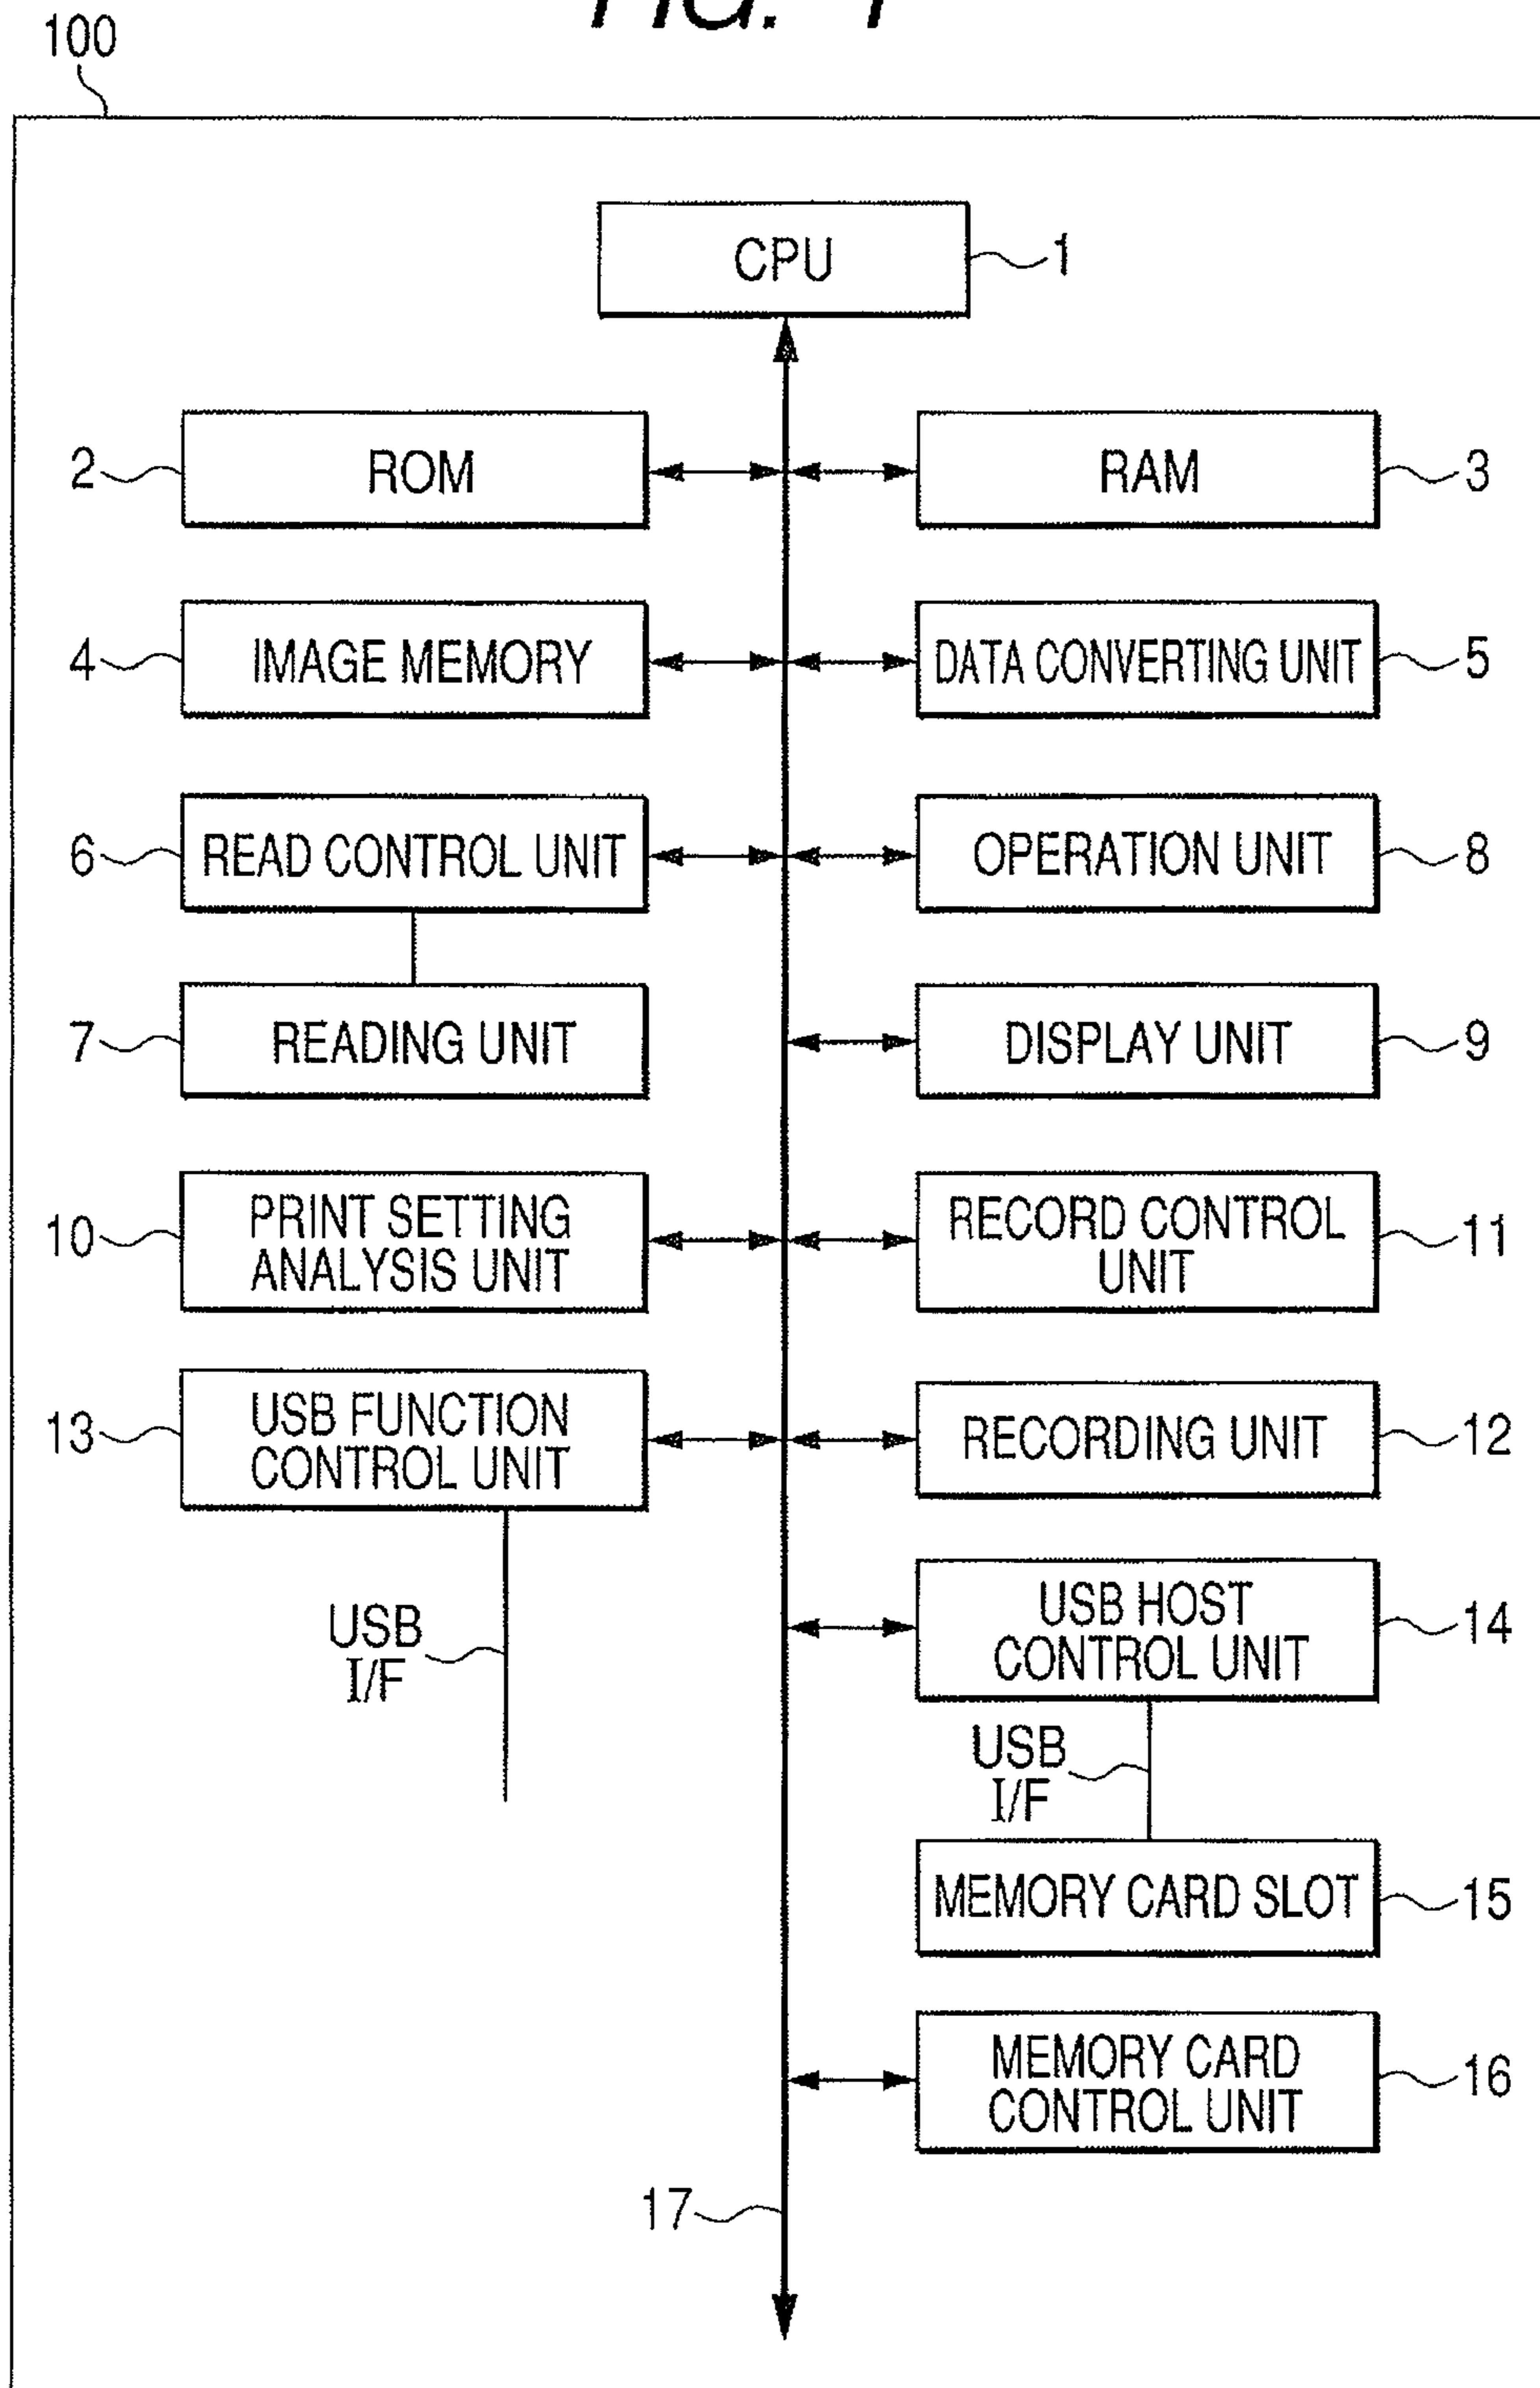 FIG. 1
100
CPU
1
2
ROM
RAM
3
4
IMAGE MEMORY
DATA CONVERTING UNIT
5
6
READ CONTROL UNIT
OPERATION UNIT
8
7
READING UNIT
DISPLAY UNIT
9
10
PRINT SETTING
ANALYSIS UNIT
RECORD CONTROL
UNIT
11
13
USB FUNCTION
CONTROL UNIT
RECORDING UNIT
12
USB
I/F
USB HOST
CONTROL UNIT
14
USB
I/F
MEMORY CARD SLOT
15
MEMORY CARD
CONTROL UNIT
16
17